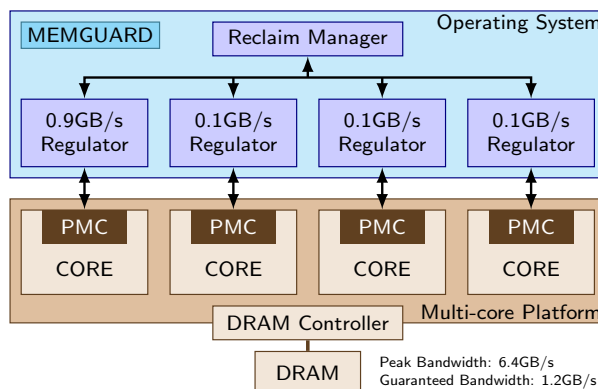 MEMGUARD
Reclaim Manager
Operating System
0.9GB/s
Regulator
0.1GB/s
Regulator
0.1GB/s
Regulator
0.1GB/s
Regulator
PMC
CORE
PMC
CORE
PMC
CORE
PMC
CORE
Multi-core Platform
DRAM Controller
DRAM
Peak Bandwidth: 6.4GB/s
Guaranteed Bandwidth: 1.2GB/s